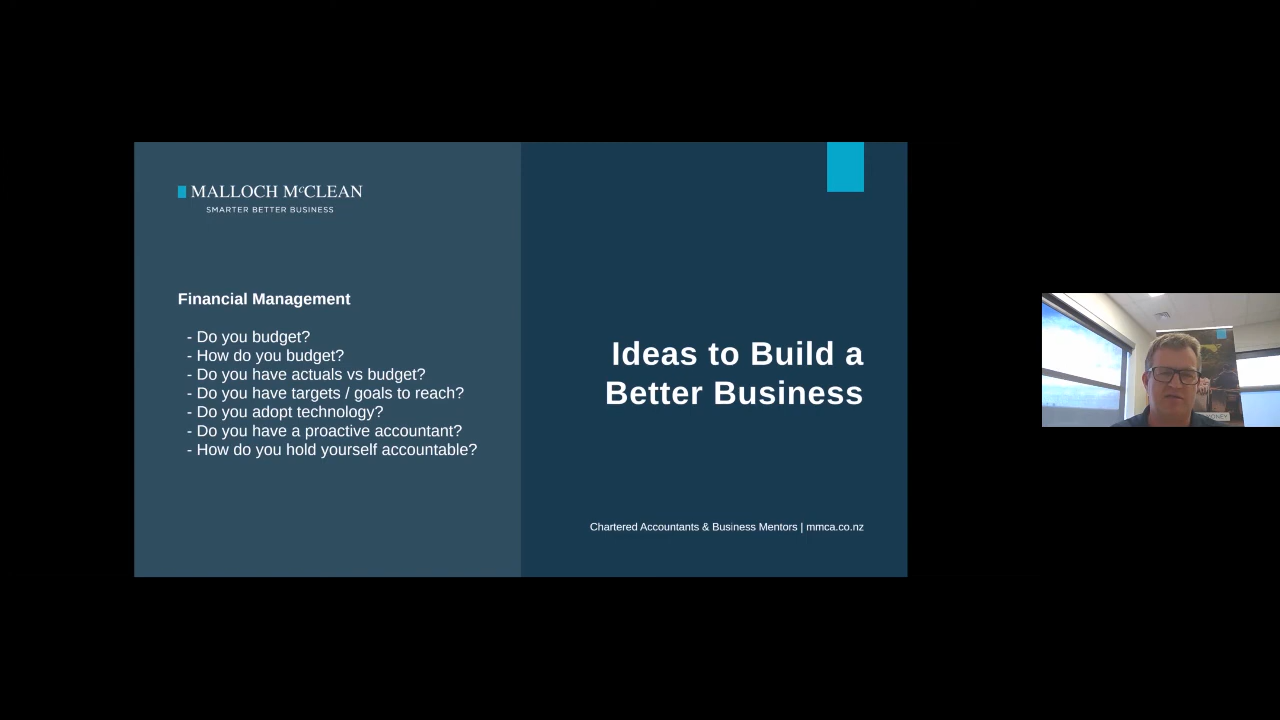 MALLOCH McCLEAN
SMARTER BETTER BUSINESS
Financial Management
- Do you budget?
- How do you budget?
- Do you have actuals vs budget?
- Do you have targets / goals to reach?
- Do you adopt technology?
- Do you have a proactive accountant?
- How do you hold yourself accountable?
Ideas to Build a
Better Business
Chartered Accountants & Business Mentors | mmca.co.nz